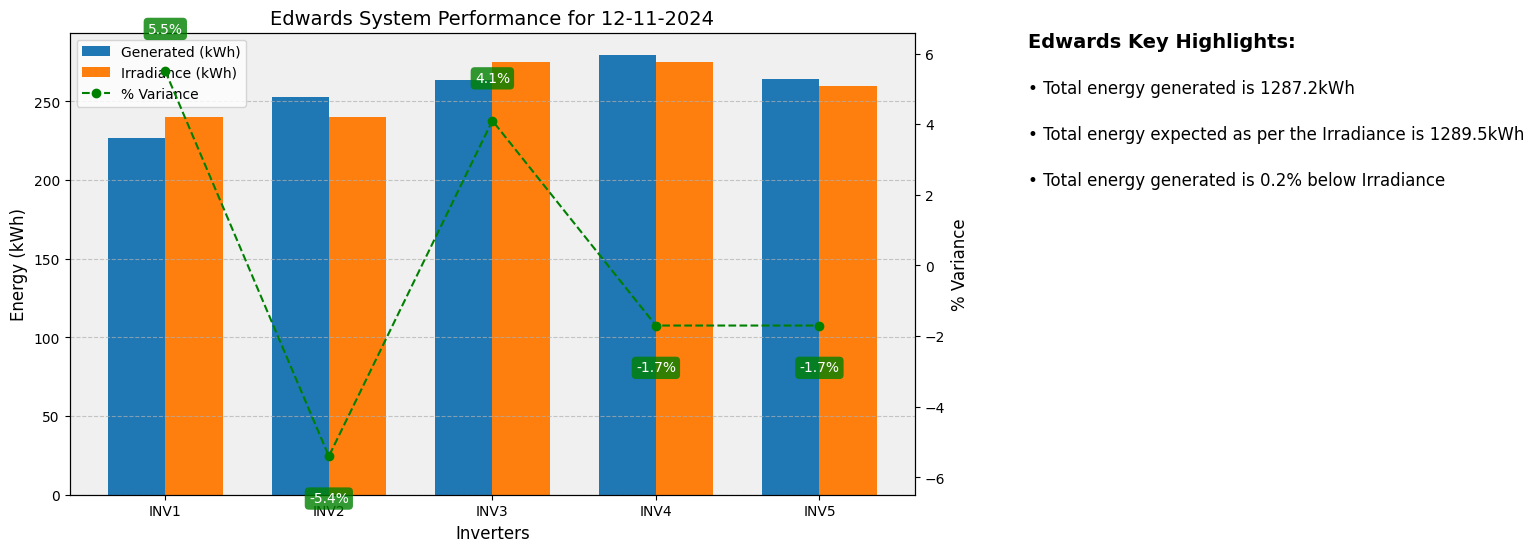 Edwards System Performance for 12-11-2024
5.5%
Generated (kWh)
Irradiance (kWh)
% Variance
4.1%
-5.4%
-1.7%
-1.7%
Energy (kWh)
250
200
150
100
50
0
INV1
INV2
INV3
INV4
INV5
Inverters
6
4
2
0
−2
−4
−6
% Variance
Edwards Key Highlights:
• Total energy generated is 1287.2kWh
• Total energy expected as per the Irradiance is 1289.5kWh
• Total energy generated is 0.2% below Irradiance